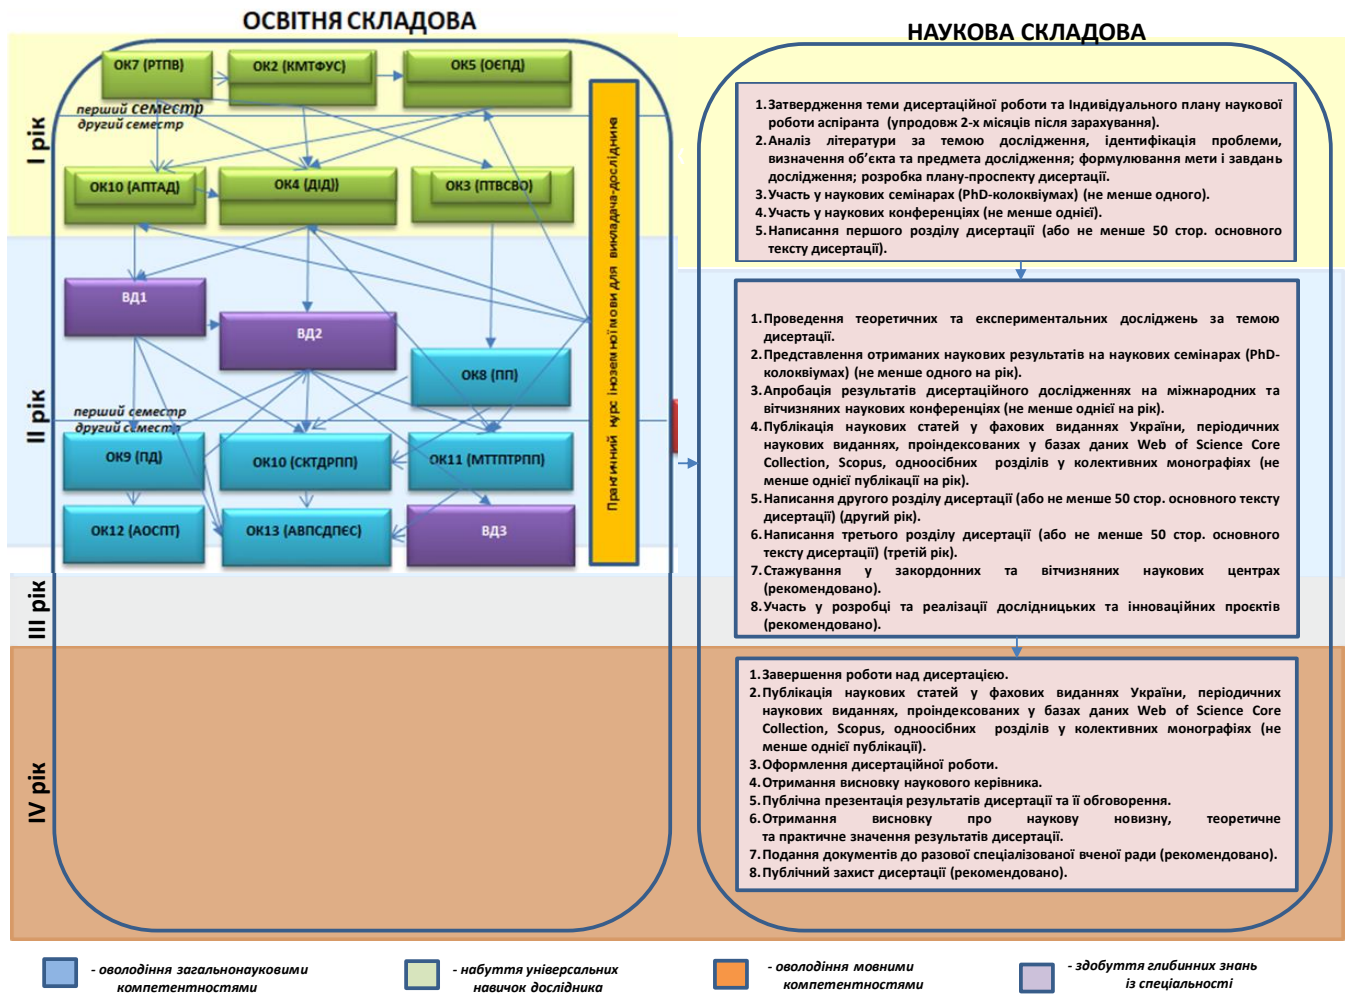 ОСВІТНЯ СКЛАДОВА
ОК7 (РТПВ)
ОК2 (КМТФУС)
ОК5 (ОЄПД)
перший семестр
другий семестр
І рік
ОК10 (АПТАД)
ОК4 (ДІД))
ОК3 (ПТВСВО)
ВД1
ВД2
ОК8 (ПП)
перший семестр
другий семестр
ІІ рік
ОК9 (ПД)
ОК10 (СКТДРПП)
ОК11 (МТТПТРПП)
ОК12 (АОСПТ)
ОК13 (АВПСДПЄС)
ВД3
Практичний курс іноземної мови для викладача-дослідника
ІІІ рік
IV рік
НАУКОВА СКЛАДОВА
1. Затвердження теми дисертаційної роботи та Індивідуального плану наукової
роботи аспіранта (упродовж 2-х місяців після зарахування).
2. Аналіз літератури за темою дослідження, ідентифікація проблеми,
визначення об’єкта та предмета дослідження; формулювання мети і завдань
дослідження; розробка плану-проспекту дисертації.
3. Участь у наукових семінарах (PhD-колоквіумах) (не менше одного).
4. Участь у наукових конференціях (не менше однієї).
5. Написання першого розділу дисертації (або не менше 50 стор. основного
тексту дисертації).
1. Проведення теоретичних та експериментальних досліджень за темою
дисертації.
2. Представлення отриманих наукових результатів на наукових семінарах (PhD-
колоквіумах) (не менше одного на рік).
3. Апробація результатів дисертаційного дослідженнях на міжнародних та
вітчизняних наукових конференціях (не менше однієї на рік).
4. Публікація наукових статей у фахових виданнях України, періодичних
наукових виданнях, проіндексованих у базах даних Web of Science Core
Collection, Scopus, одноосібних розділів у колективних монографіях (не
менше однієї публікації на рік).
5. Написання другого розділу дисертації (або не менше 50 стор. основного тексту
дисертації) (другий рік).
6. Написання третього розділу дисертації (або не менше 50 стор. основного
тексту дисертації) (третій рік).
7. Стажування у закордонних та вітчизняних наукових центрах
(рекомендовано).
8. Участь у розробці та реалізації дослідницьких та інноваційних проєктів
(рекомендовано).
1. Завершення роботи над дисертацією.
2. Публікація наукових статей у фахових виданнях України, періодичних
наукових виданнях, проіндексованих у базах даних Web of Science Core
Collection, Scopus, одноосібних розділів у колективних монографіях (не
менше однієї публікації).
3. Оформлення дисертаційної роботи.
4. Отримання висновку наукового керівника.
5. Публічна презентація результатів дисертації та її обговорення.
6. Отримання висновку про наукову новизну, теоретичне
та практичне значення результатів дисертації.
7. Подання документів до разової спеціалізованої вченої ради (рекомендовано).
8. Публічний захист дисертації (рекомендовано).
- оволодіння загальнонауковими
компетентностями
- набуття універсальних
навичок дослідника
- оволодіння мовними
компетентностями
- здобуття глибинних знань
із спеціальності